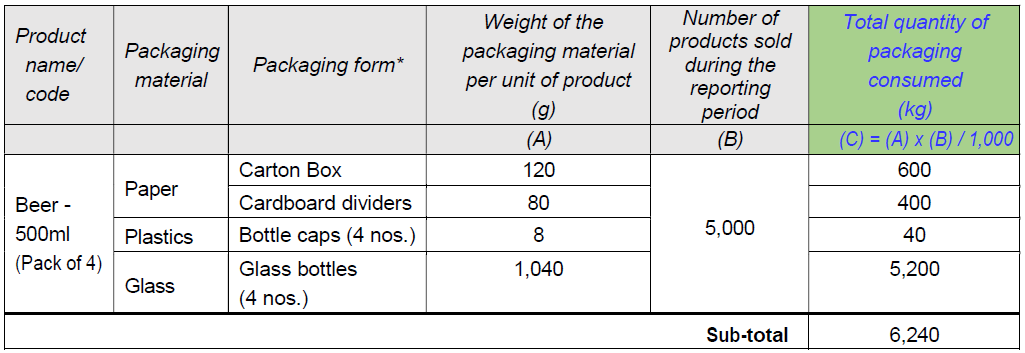 Product
name/
code
Packaging
material
Packaging form*
Weight of the
packaging material
per unit of product
(g)
Number of
products sold
during the
reporting
period
Total quantity of
packaging
consumed
(kg)
(A)
(B)
(C) = (A) x (B) / 1,000
Beer -
500ml
(Pack of 4)
Paper
Carton Box
120
5,000
600
Cardboard dividers
80
400
Plastics
Bottle caps (4 nos.)
8
40
Glass
Glass bottles
(4 nos.)
1,040
5,200
Sub-total
6,240